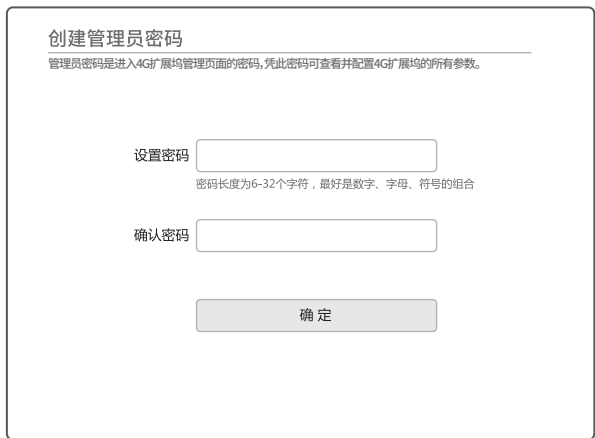 创建管理员密码
管理员密码是进入4G扩展坞管理页面的密码，凭此密码可查看并配置4G扩展坞的所有参数。
设置密码
密码长度为6-32个字符，最好是数字、字母、符号的组合
确认密码
确 定